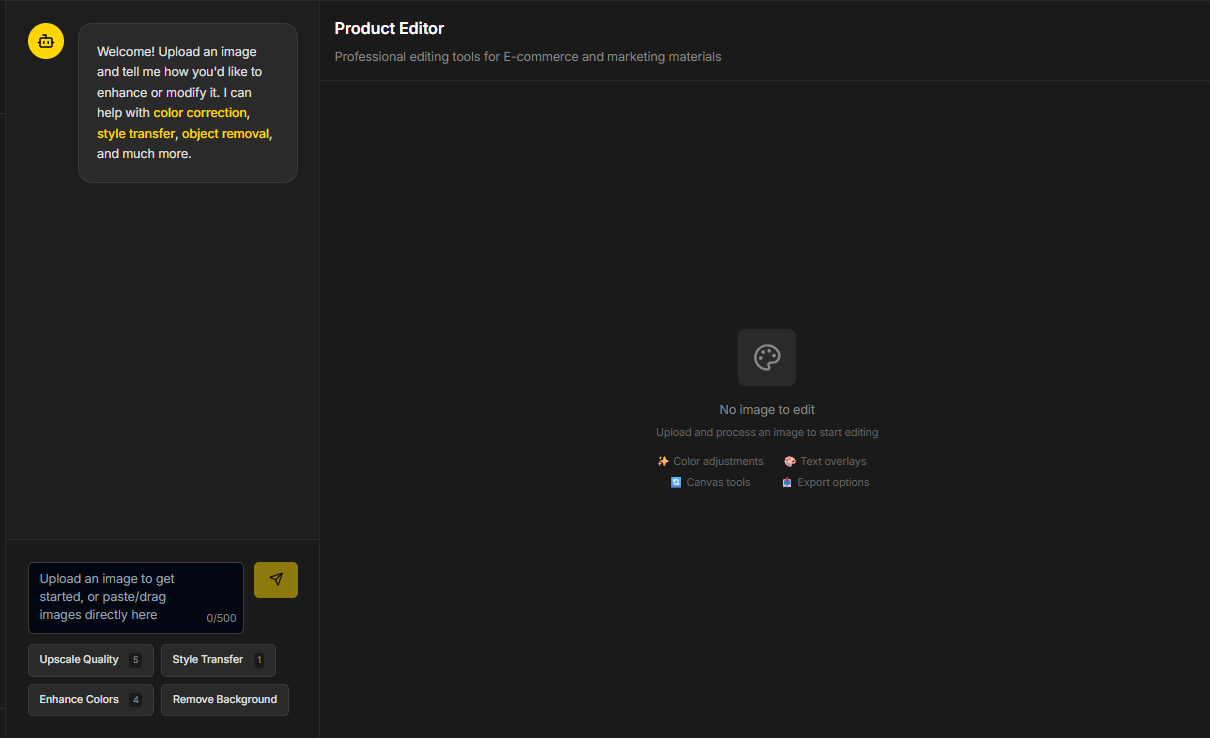 Welcome! Upload an image
and tell me how you'd like to
enhance or modify it. I can
help with color correction,
style transfer, object removal,
and much more.
Upload an image to get
started, or paste/drag
images directly here
0/500
Upscale Quality 5
Style Transfer 1
Enhance Colors 4
Remove Background
Product Editor
Professional editing tools for E-commerce and marketing materials
No image to edit
Upload and process an image to start editing
✨ Color adjustments 🎨 Text overlays
🔄 Canvas tools 📤 Export options